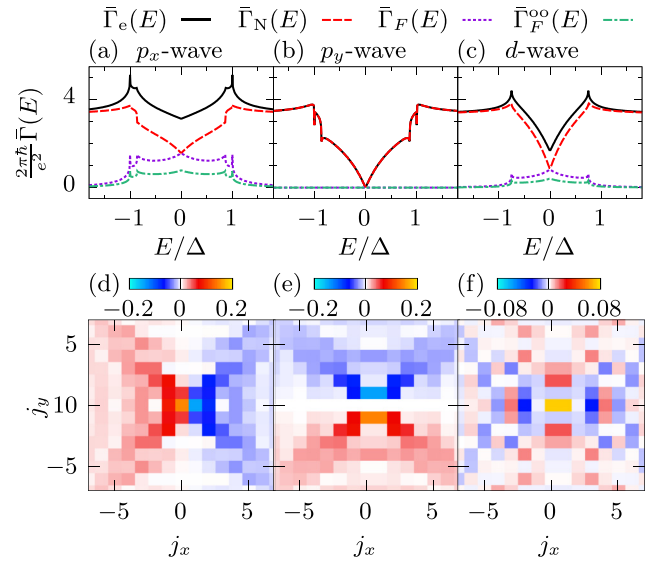 Γ̄e(E) Γ̄N(E) Γ̄F(E) Γ̄F^oo(E)
(a) px-wave (b) py-wave (c) d-wave
2πħ/e² Γ̄(E)
4
0
−1 0 1 −1 0 1 −1 0 1
E/Δ E/Δ E/Δ
(d) (e) (f)
−0.2 0 0.2 −0.2 0 0.2 −0.08 0 0.08
jy
5
10
−5
−5 0 5 −5 0 5 −5 0 5
jx jx jx